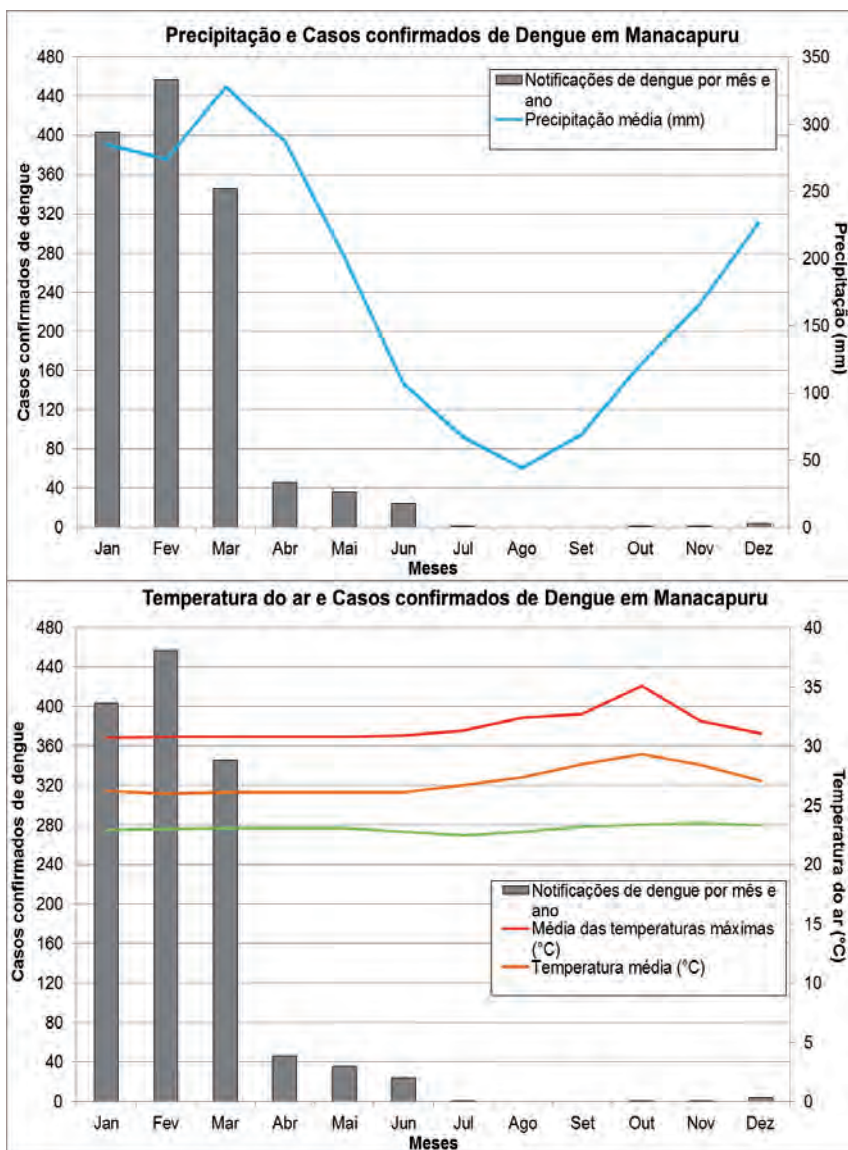 Precipitação e Casos confirmados de Dengue em Manacapuru
480
440
400
360
320
280
240
200
160
120
80
40
0
Casos confirmados de dengue
Notificações de dengue por mês e
ano
Precipitação média (mm)
350
300
250
200
150
100
50
0
Precipitação (mm)
Jan Fev Mar Abr Mai Jun Jul Ago Set Out Nov Dez
Meses
Temperatura do ar e Casos confirmados de Dengue em Manacapuru
480
440
400
360
320
280
240
200
160
120
80
40
0
Casos confirmados de dengue
Notificações de dengue por mês e
ano
Média das temperaturas máximas
(°C)
Temperatura média (°C)
40
35
30
25
20
15
10
5
0
Temperatura do ar (°C)
Jan Fev Mar Abr Mai Jun Jul Ago Set Out Nov Dez
Meses